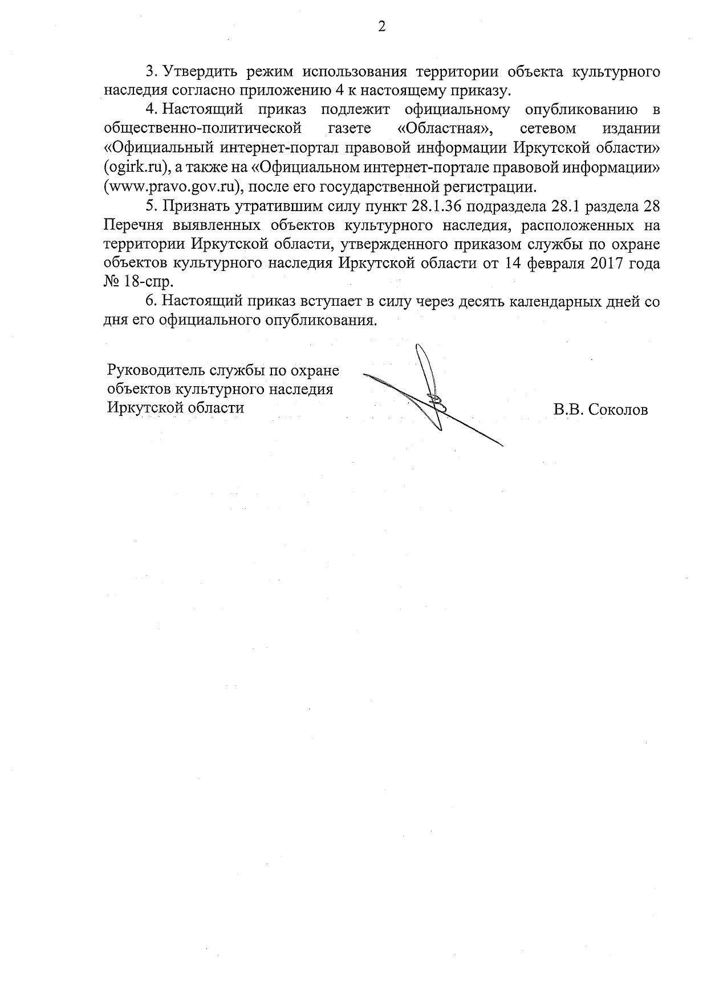 2
3. Утвердить режим использования территории объекта культурного
наследия согласно приложению 4 к настоящему приказу.
4. Настоящий приказ подлежит официальному опубликованию в
общественно-политической газете «Областная», сетевом издании
«Официальный интернет-портал правовой информации Иркутской области»
(ogirk.ru), а также на «Официальном интернет-портале правовой информации»
(www.pravo.gov.ru), после его государственной регистрации.
5. Признать утратившим силу пункт 28.1.36 подраздела 28.1 раздела 28
Перечня выявленных объектов культурного наследия, расположенных на
территории Иркутской области, утвержденного приказом службы по охране
объектов культурного наследия Иркутской области от 14 февраля 2017 года
№ 18-спр.
6. Настоящий приказ вступает в силу через десять календарных дней со
дня его официального опубликования.
Руководитель службы по охране
объектов культурного наследия
Иркутской области
В.В. Соколов